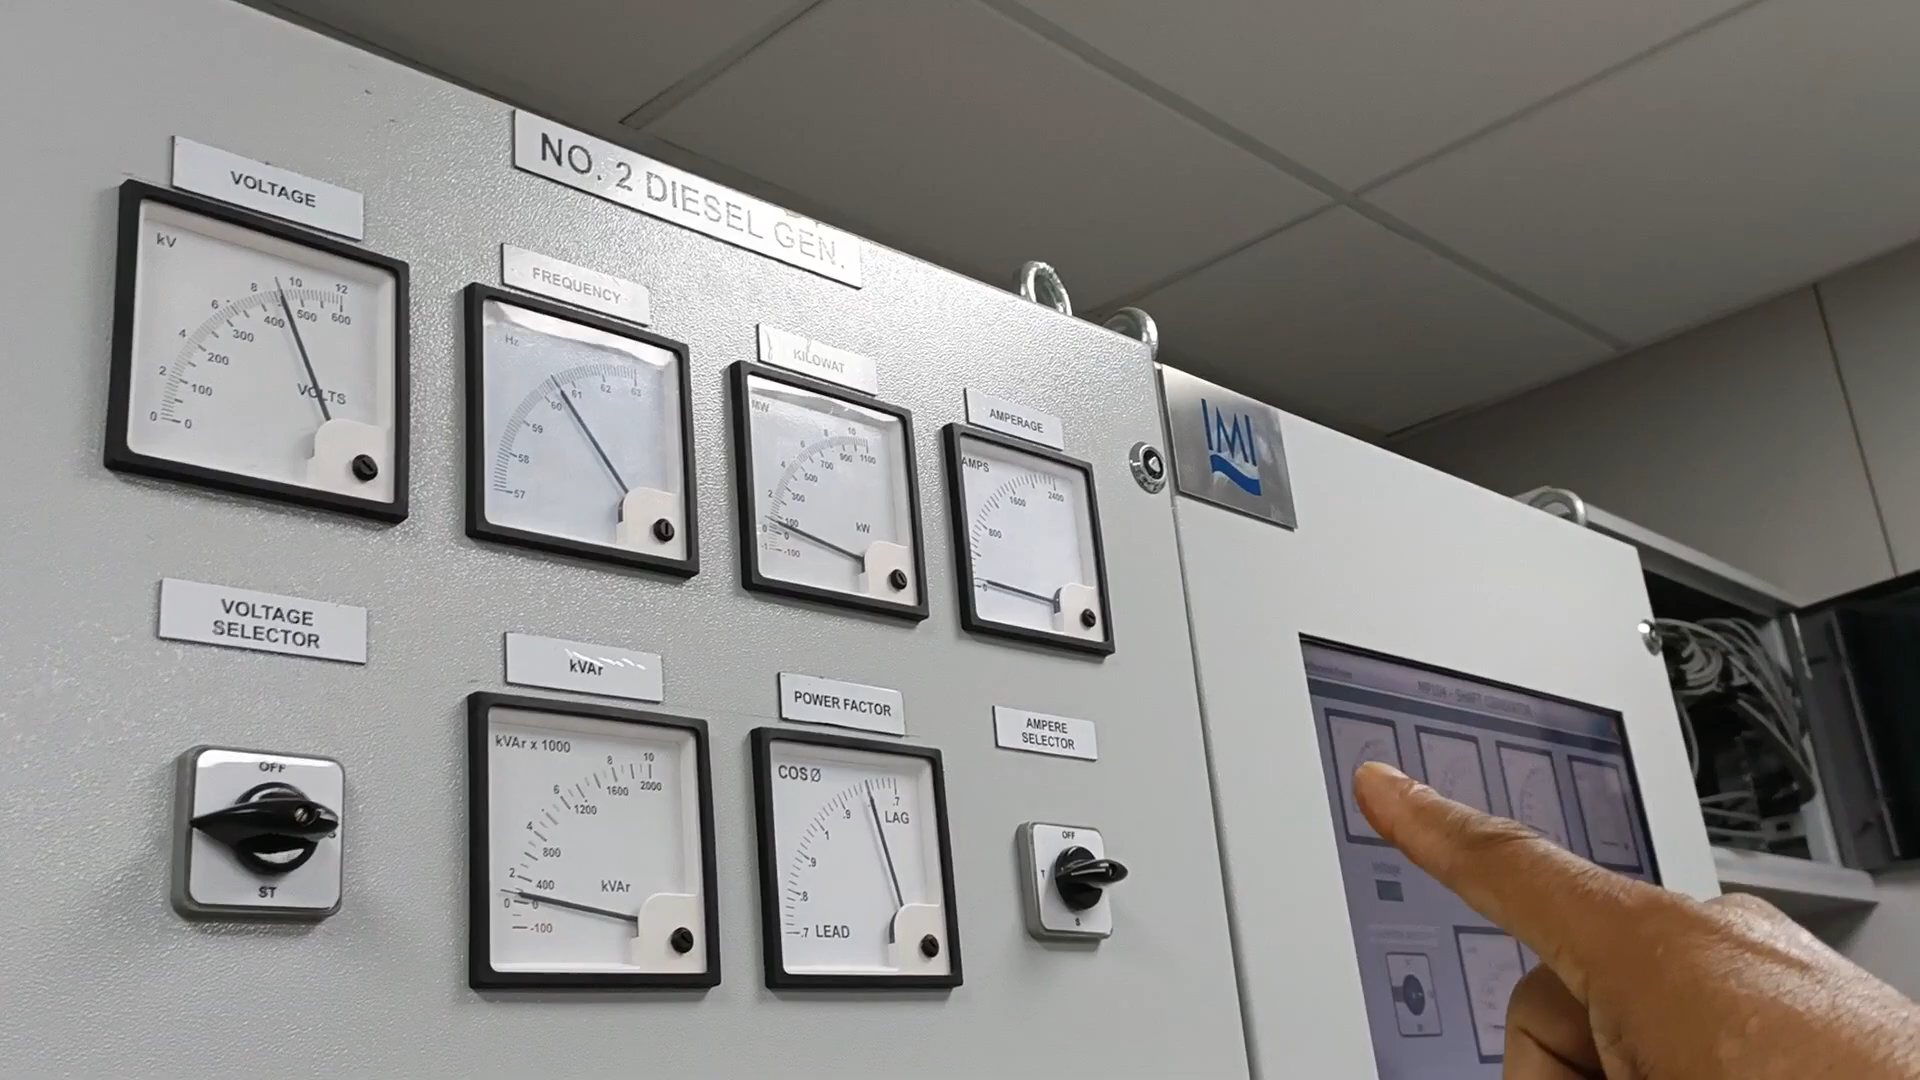 NO. 2 DIESEL GEN.
VOLTAGE
kV
0 2 4 6 8 10 12
0 100 200 300 400 500 600
VOLTS
FREQUENCY
Hz
57 58 59 60 61 62 63
KILOWAT
MW
-1 0 2 4 6 8 10
-100 0 100 300 500 700 900 1100
kW
AMPERAGE
AMPS
0 800 1600 2400
IMI
VOLTAGE
SELECTOR
OFF
ST
kVAr
kVAr x 1000
0 2 4 6 8 10
-100 0 400 800 1200 1600 2000
kVAr
POWER FACTOR
COSØ
.7 .8 .9 1 .9 .7
LAG
LEAD
AMPERE
SELECTOR
OFF
T
S
Voltage